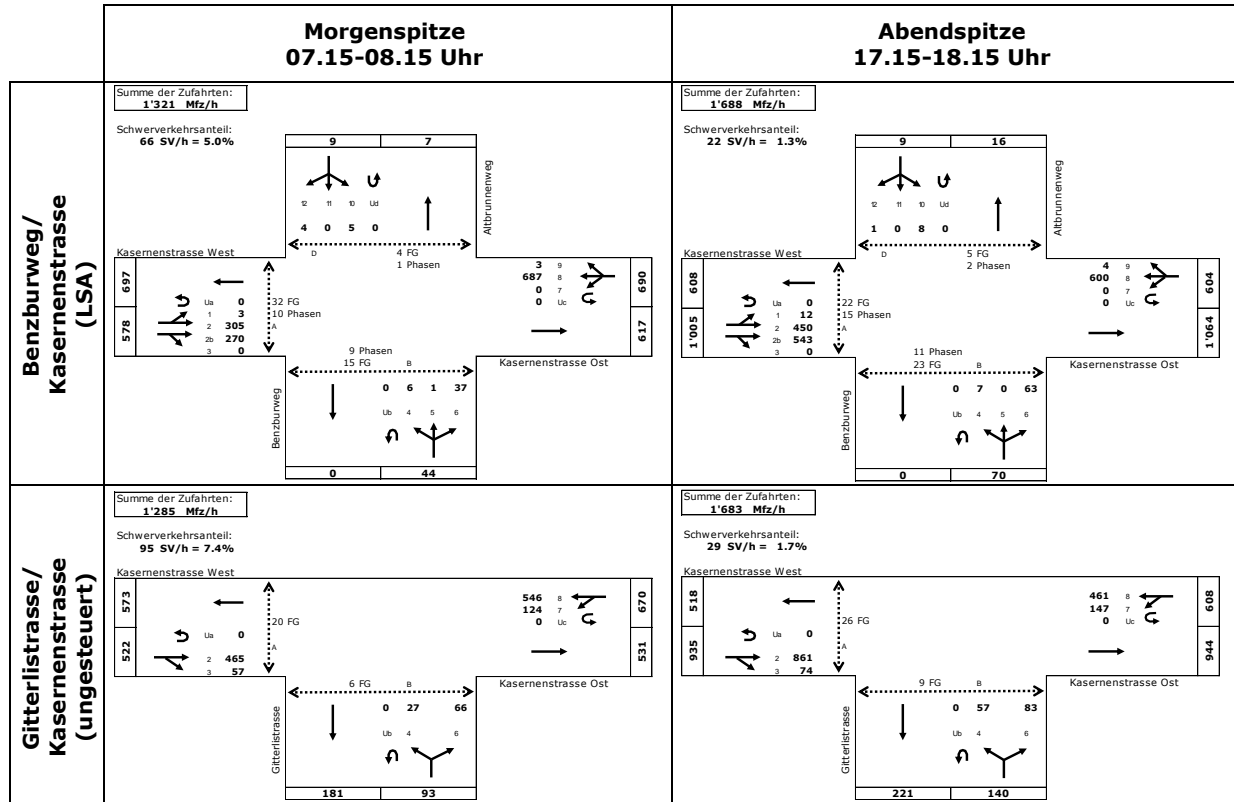 Morgenspitze
07.15-08.15 Uhr
Abendspitze
17.15-18.15 Uhr
Benzburweg/
Kasernenstrasse
(LSA)
Summe der Zufahrten:
1'321 Mfz/h
Schwerverkehrsanteil:
66 SV/h = 5.0%
9 7
Altbrunnenweg
12 11 10 Ud
4 0 5 0
D
4 FG
1 Phasen
Kasernenstrasse West
697
578
Ua 0
1 3
2 305
2b 270
3 0
32 FG
10 Phasen
A
3 9
687 8
0 7
0 Uc
690
617
Kasernenstrasse Ost
9 Phasen
15 FG B
0 6 1 37
Ub 4 5 6
Benzburweg
0 44
Summe der Zufahrten:
1'688 Mfz/h
Schwerverkehrsanteil:
22 SV/h = 1.3%
9 16
Altbrunnenweg
12 11 10 Ud
1 0 8 0
D
5 FG
2 Phasen
Kasernenstrasse West
608
1'005
Ua 0
1 12
2 450
2b 543
3 0
22 FG
15 Phasen
A
4 9
600 8
0 7
0 Uc
604
1'064
Kasernenstrasse Ost
11 Phasen
23 FG B
0 7 0 63
Ub 4 5 6
Benzburweg
0 70
Gitterlistrasse/
Kasernenstrasse
(ungesteuert)
Summe der Zufahrten:
1'285 Mfz/h
Schwerverkehrsanteil:
95 SV/h = 7.4%
Kasernenstrasse West
573
522
Ua 0
2 465
3 57
20 FG
A
546 8
124 7
0 Uc
670
531
Kasernenstrasse Ost
6 FG B
0 27 66
Ub 4 6
Gitterlistrasse
181 93
Summe der Zufahrten:
1'683 Mfz/h
Schwerverkehrsanteil:
29 SV/h = 1.7%
Kasernenstrasse West
518
935
Ua 0
2 861
3 74
26 FG
A
461 8
147 7
0 Uc
608
944
Kasernenstrasse Ost
9 FG B
0 57 83
Ub 4 6
Gitterlistrasse
221 140